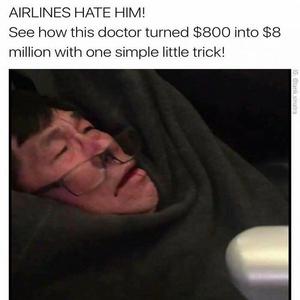 AIRLINES HATE HIM!
See how this doctor turned $800 into $8
million with one simple little trick!